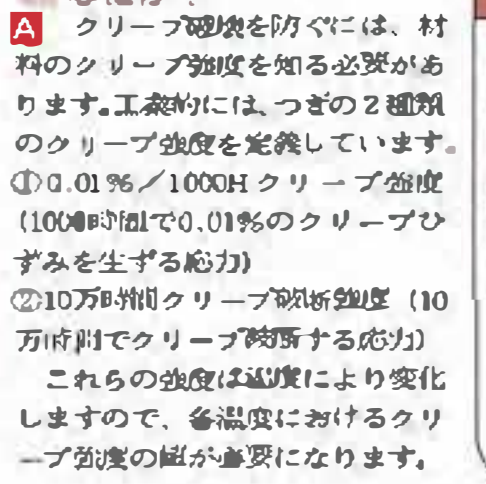 A クリープ破壊を防ぐには、材
料のクリープ強度を知る必要があ
ります。工業的には、つぎの2種類
のクリープ強度を定義しています。
①0.01%／1000Hクリープ強度
(1000時間で0.01%のクリープひ
ずみを生ずる応力)
②10万時間クリープ破断強度（10
万時間でクリープ破断する応力）
これらの強度は温度により変化
しますので、各温度におけるクリ
ープ強度の値が重要になります。